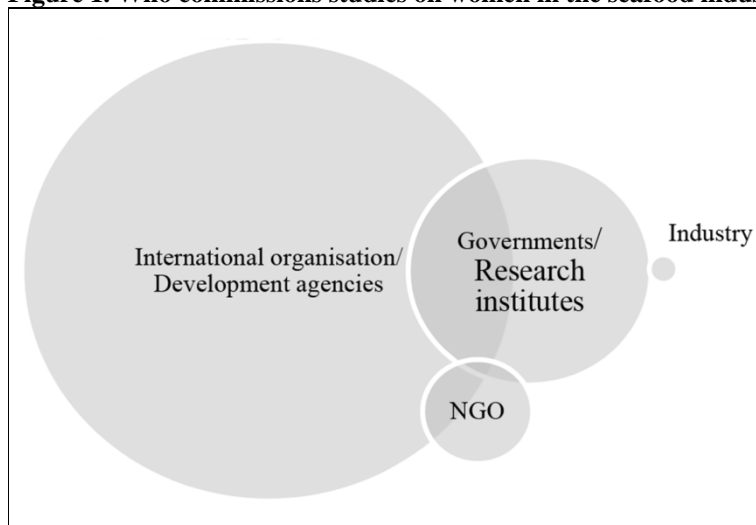 Figure 1. Who commissions studies on women in the seafood
International organisation/
Development agencies
Governments/
Research
institutes
Industry
NGO